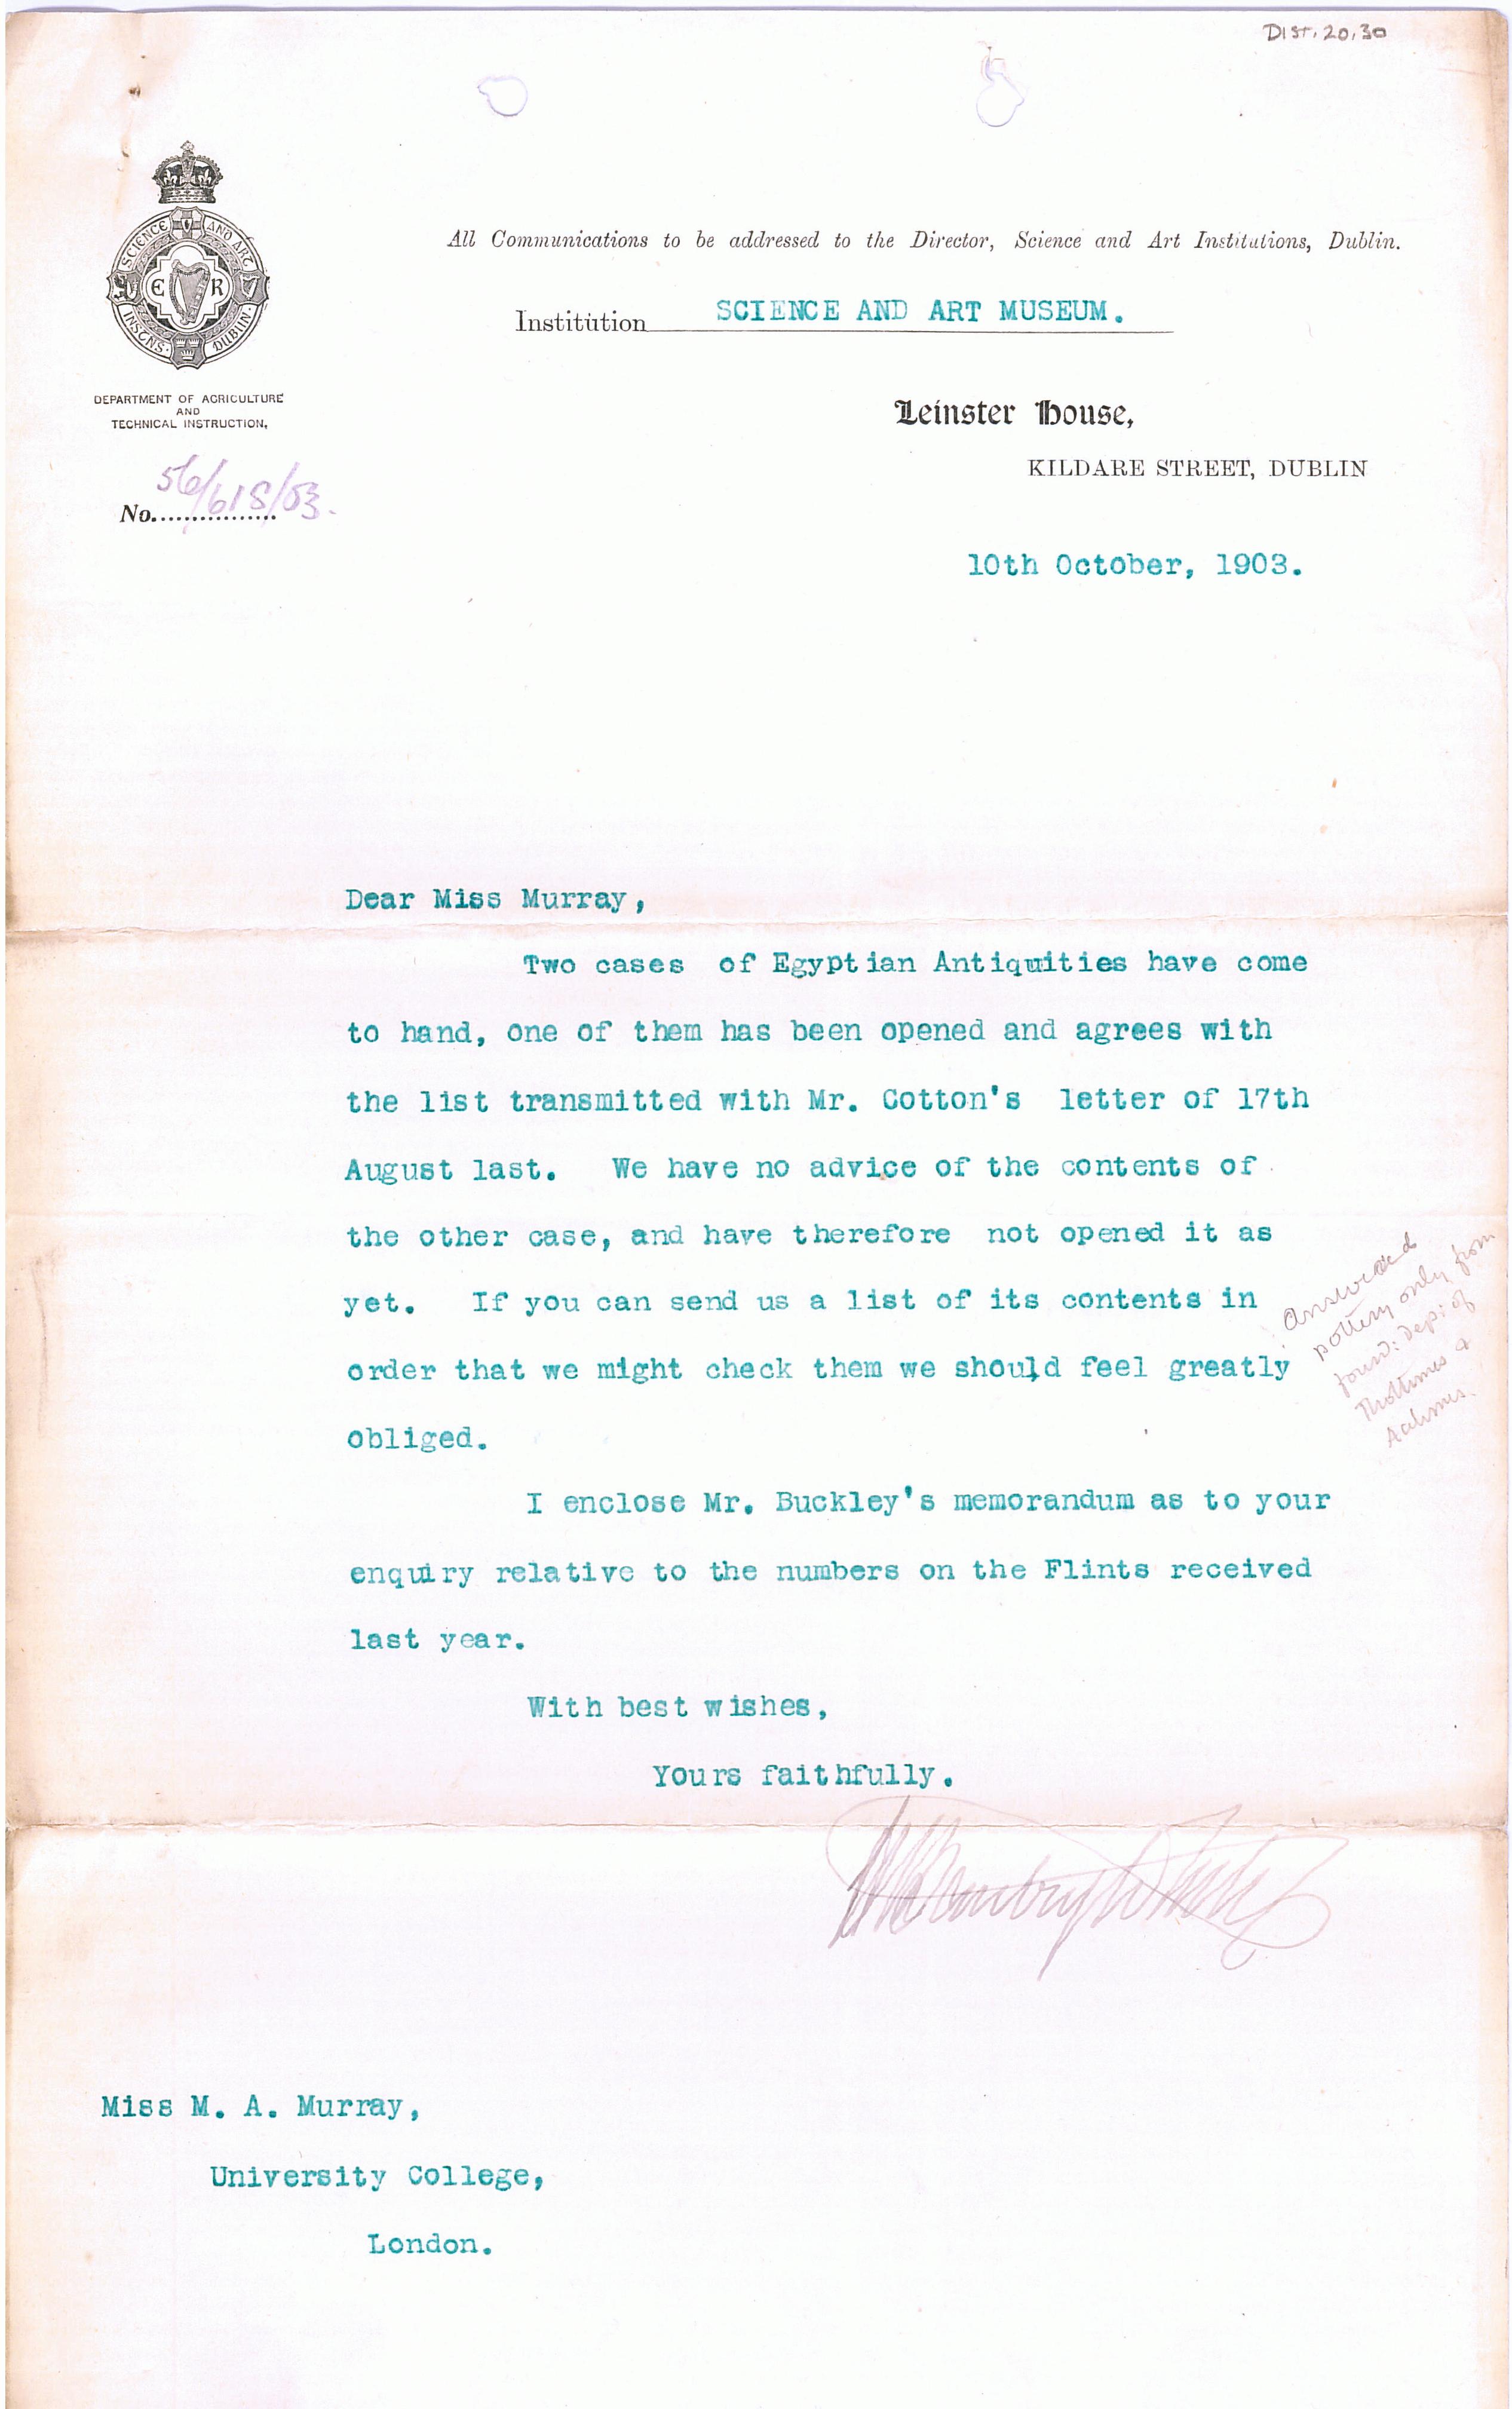 DIST. 20.30
SCIENCE AND ART
INSTNS. DUBLIN.
E R
DEPARTMENT OF AGRICULTURE
AND
TECHNICAL INSTRUCTION,
All Communications to be addressed to the Director, Science and Art Institutions, Dublin.
Institution SCIENCE AND ART MUSEUM.
Leinster House,
KILDARE STREET, DUBLIN
No. 56/618/03.
10th October, 1903.
Dear Miss Murray,
Two cases of Egyptian Antiquities have come
to hand, one of them has been opened and agrees with
the list transmitted with Mr. Cotton's letter of 17th
August last. We have no advice of the contents of
the other case, and have therefore not opened it as
yet. If you can send us a list of its contents in
order that we might check them we should feel greatly
obliged.
answered
pottery only from
found: dep: of
Thothmes &
Aahmes.
I enclose Mr. Buckley's memorandum as to your
enquiry relative to the numbers on the Flints received
last year.
With best wishes,
Yours faithfully.
Miss M. A. Murray,
University College,
London.